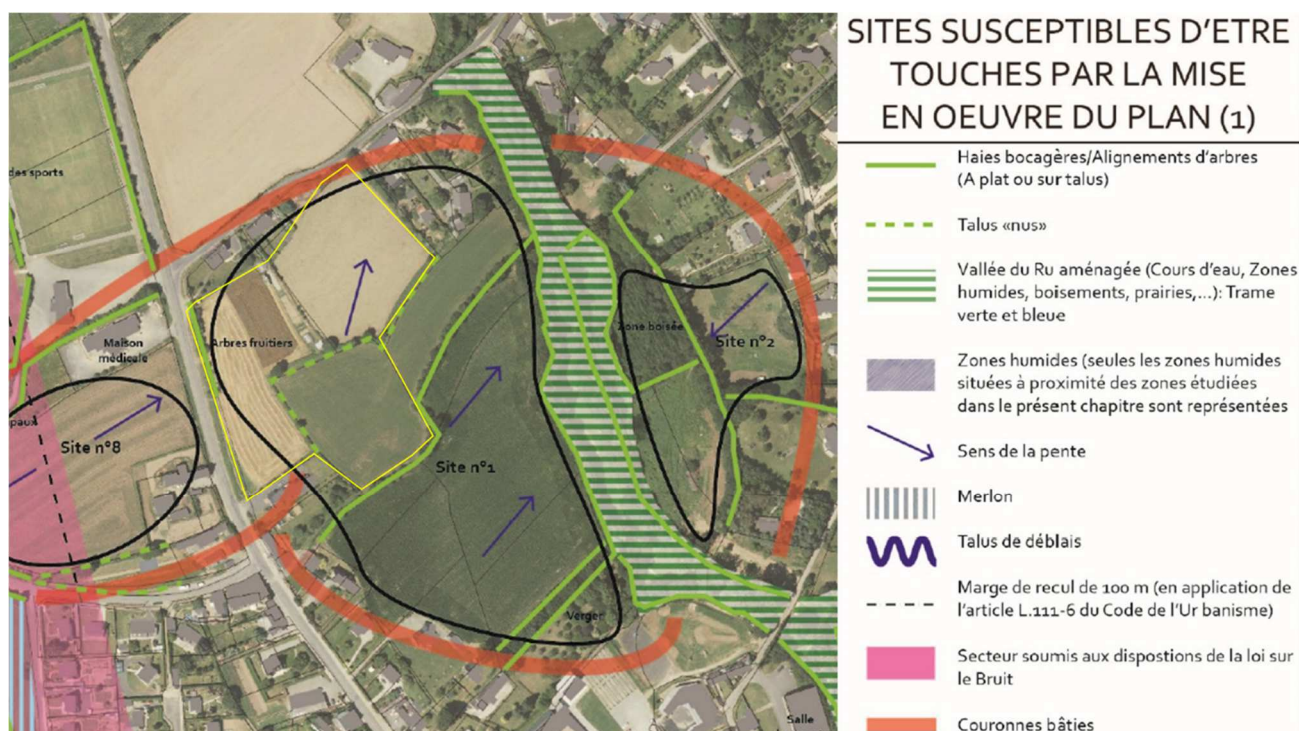 SITES SUSCEPTIBLES D'ETRE
TOUCHES PAR LA MISE
EN OEUVRE DU PLAN (1)
Haies bocagères/Alignements d'arbres
(A plat ou sur talus)
Talus «nus»
Vallée du Ru aménagée (Cours d'eau, Zones
humides, boisements, prairies,...): Trame
verte et bleue
Zones humides (seules les zones humides
situées à proximité des zones étudiées
dans le présent chapitre sont représentées
Sens de la pente
Merlon
Talus de déblais
Marge de recul de 100 m (en application de
l'article L.111-6 du Code de l'Ur banisme)
Secteur soumis aux dispostions de la loi sur
le Bruit
Couronnes bâties
des sports
Maison
médicale
Arbres fruitiers
Zone boisée
Site n°2
paux
Site n°8
Site n°1
Verger
Salle